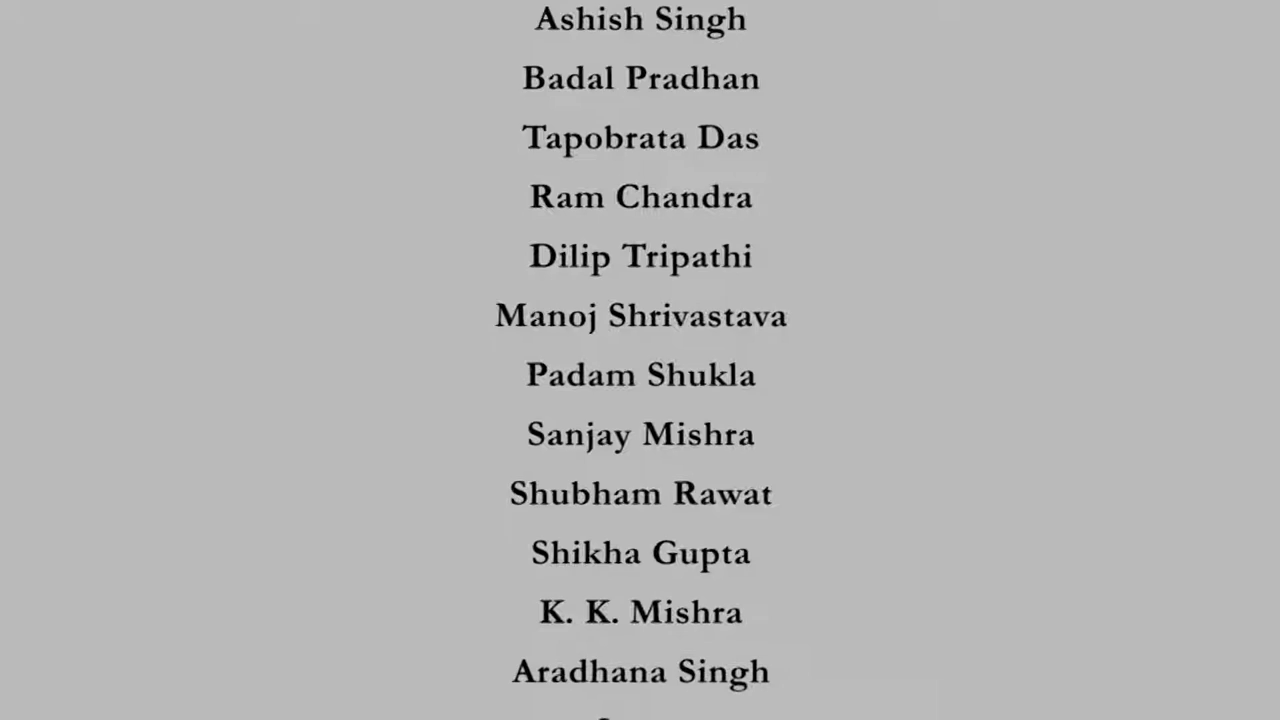 Ashish Singh
Badal Pradhan
Tapobrata Das
Ram Chandra
Dilip Tripathi
Manoj Shrivastava
Padam Shukla
Sanjay Mishra
Shubham Rawat
Shikha Gupta
K. K. Mishra
Aradhana Singh